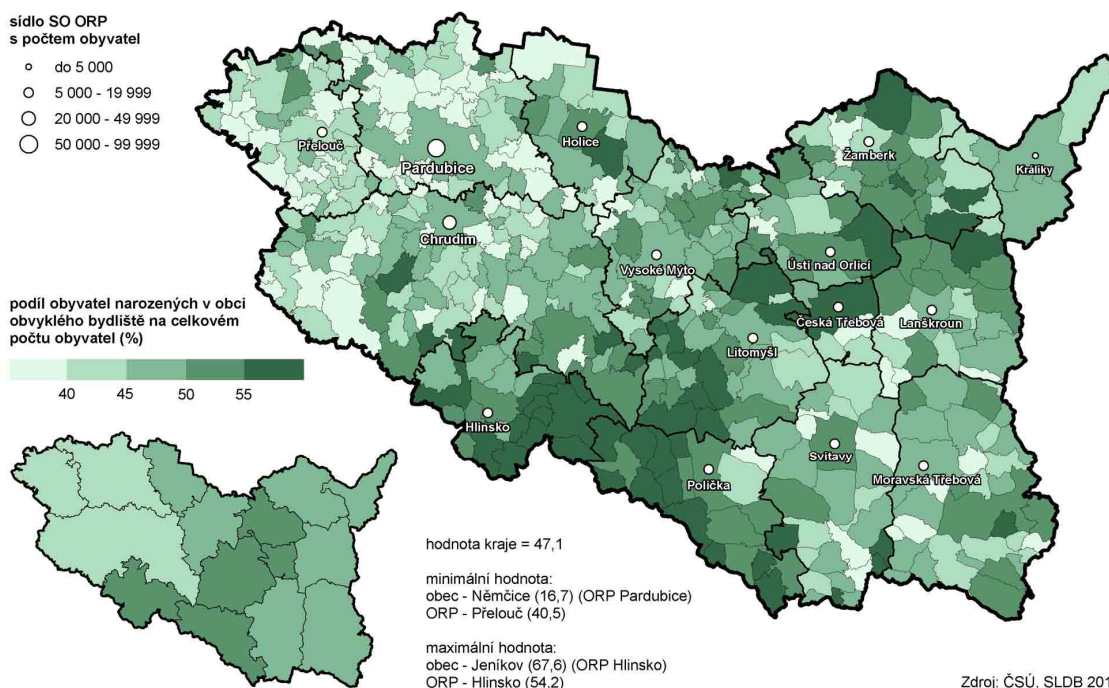 sídlo SO ORP
s počtem obyvatel
do 5 000
5 000 - 19 999
20 000 - 49 999
50 000 - 99 999
Přelouč
Pardubice
Holice
Žamberk
Králíky
Chrudim
Vysoké Mýto
Ústí nad Orlicí
Česká Třebová
Lanškroun
Litomyšl
Hlinsko
Polička
Svitavy
Moravská Třebová
podíl obyvatel narozených v obci
obvyklého bydliště na celkovém
počtu obyvatel (%)
40 45 50 55
hodnota kraje = 47,1
minimální hodnota:
obec - Němčice (16,7) (ORP Pardubice)
ORP - Přelouč (40,5)
maximální hodnota:
obec - Jeníkov (67,6) (ORP Hlinsko)
ORP - Hlinsko (54,2)
Zdroj: ČSÚ, SLDB 201